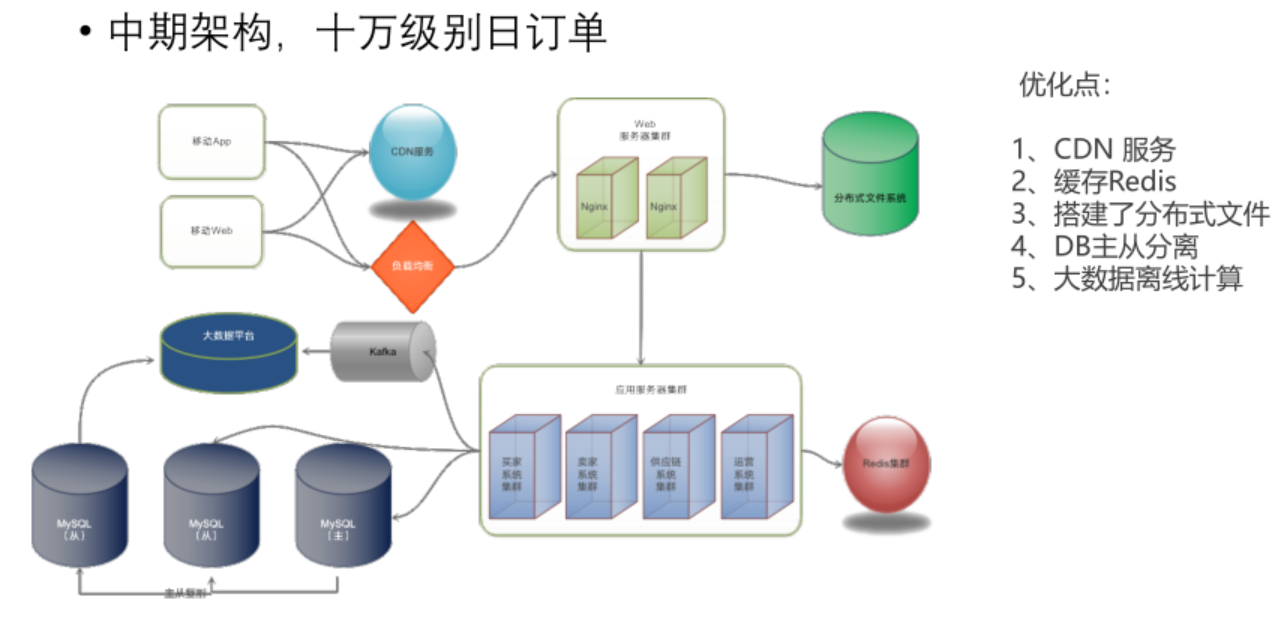 • 中期架构，十万级别日订单
优化点：
1、CDN 服务
2、缓存Redis
3、搭建了分布式文件
4、DB主从分离
5、大数据离线计算
移动App
CDN服务
Web
服务器集群
Nginx
Nginx
分布式文件系统
移动Web
负载均衡
大数据平台
Kafka
应用服务器集群
买家
系统
集群
卖家
系统
集群
供应链
系统
集群
运营
系统
集群
Redis集群
MySQL
（从）
MySQL
（从）
MySQL
（主）
主从复制